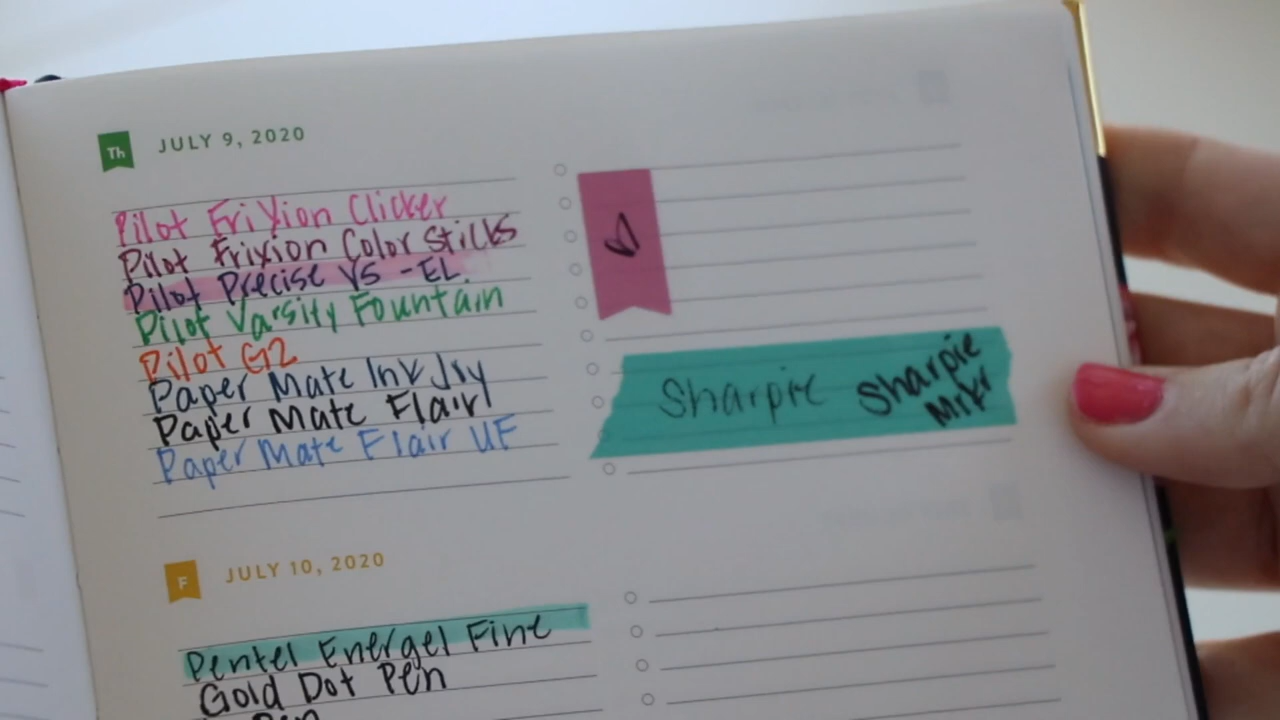 Th JULY 9, 2020
Pilot FriXion Clicker
Pilot Frixion Color Sticks
Pilot Precise V5 -EL.
Pilot Varsity Fountain
Pilot G2
Paper Mate Ink Joy
Paper Mate Flair
Paper Mate Flair UF
Sharpie Sharpie
F JULY 10, 2020
Pentel Energel Fine
Gold Dot Pen
Pen